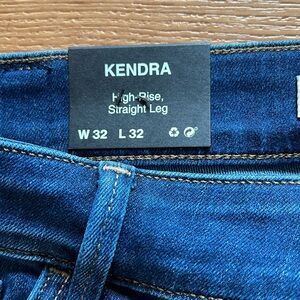 KENDRA
High-Rise,
Straight Leg
W 32 L 32